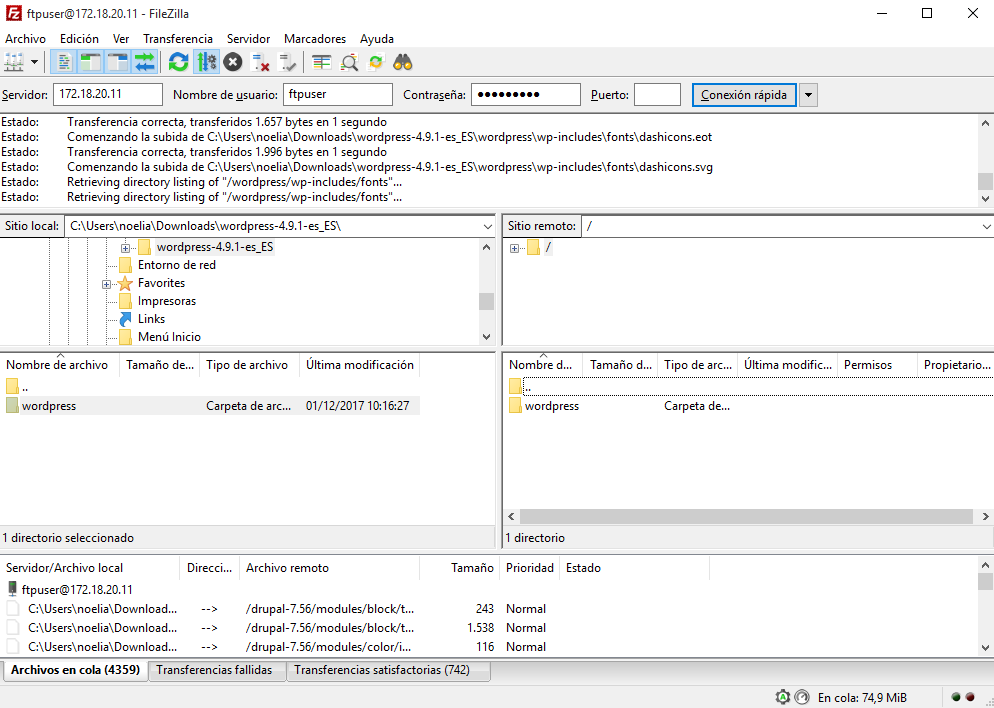 ftpuser@172.18.20.11 - FileZilla
Archivo Edición Ver Transferencia Servidor Marcadores Ayuda
Servidor: 172.18.20.11 Nombre de usuario: ftpuser Contraseña: ●●●●●●●●● Puerto: Conexión rápida
Estado: Transferencia correcta, transferidos 1.657 bytes en 1 segundo
Estado: Comenzando la subida de C:\Users\noelia\Downloads\wordpress-4.9.1-es_ES\wordpress\wp-includes\fonts\dashicons.eot
Estado: Transferencia correcta, transferidos 1.996 bytes en 1 segundo
Estado: Comenzando la subida de C:\Users\noelia\Downloads\wordpress-4.9.1-es_ES\wordpress\wp-includes\fonts\dashicons.svg
Estado: Retrieving directory listing of "/wordpress/wp-includes/fonts"...
Estado: Retrieving directory listing of "/wordpress/wp-includes/fonts"...
Sitio local: C:\Users\noelia\Downloads\wordpress-4.9.1-es_ES\
wordpress-4.9.1-es_ES
Entorno de red
Favorites
Impresoras
Links
Menú Inicio
Sitio remoto: /
/
Nombre de archivo Tamaño de... Tipo de archivo Última modificación
..
wordpress Carpeta de arc... 01/12/2017 10:16:27
1 directorio seleccionado
Nombre d... Tamaño d... Tipo de arc... Última modific... Permisos Propietario...
..
wordpress Carpeta de...
1 directorio
Servidor/Archivo local Direcci... Archivo remoto Tamaño Prioridad Estado
ftpuser@172.18.20.11
C:\Users\noelia\Download... --> /drupal-7.56/modules/block/t... 243 Normal
C:\Users\noelia\Download... --> /drupal-7.56/modules/block/t... 1.538 Normal
C:\Users\noelia\Download... --> /drupal-7.56/modules/color/i... 116 Normal
Archivos en cola (4359) Transferencias fallidas Transferencias satisfactorias (742)
En cola: 74,9 MiB